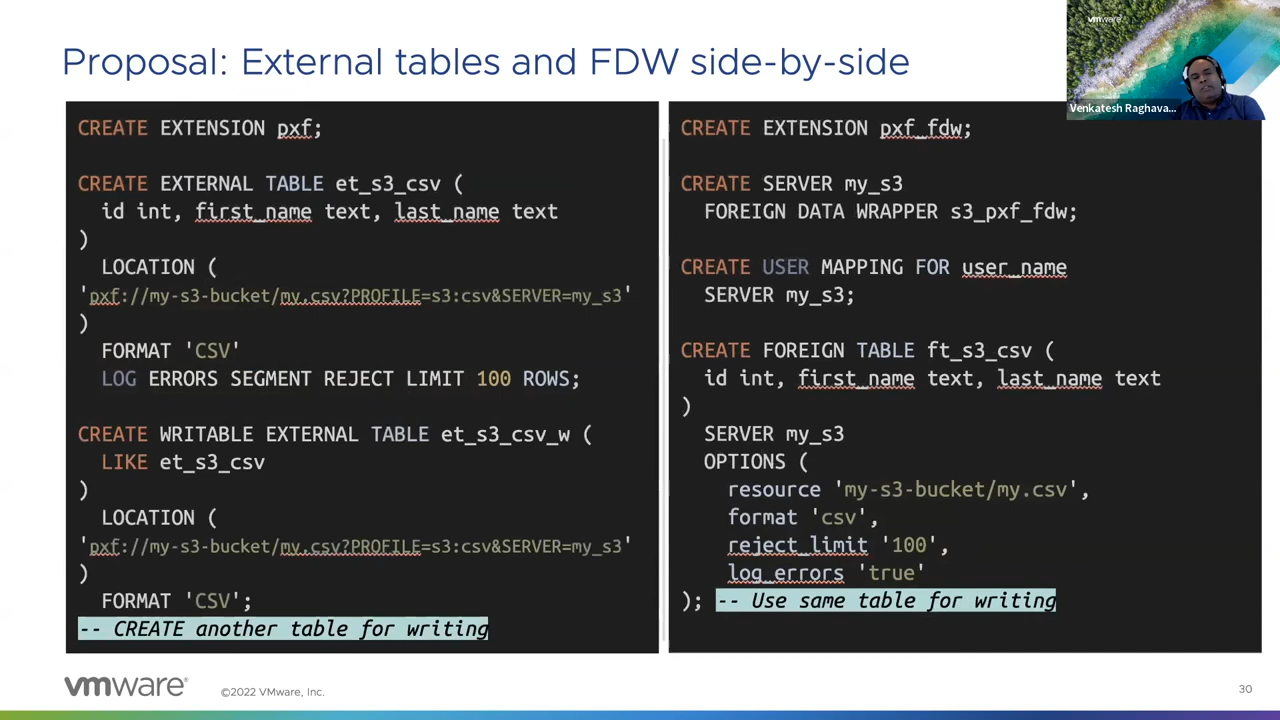 vmware
Venkatesh Raghava...
Proposal: External tables and FDW side-by-side
CREATE EXTENSION pxf;
CREATE EXTERNAL TABLE et_s3_csv (
id int, first_name text, last_name text
)
LOCATION (
'pxf://my-s3-bucket/my.csv?PROFILE=s3:csv&SERVER=my_s3'
)
FORMAT 'CSV'
LOG ERRORS SEGMENT REJECT LIMIT 100 ROWS;
CREATE WRITABLE EXTERNAL TABLE et_s3_csv_w (
LIKE et_s3_csv
)
LOCATION (
'pxf://my-s3-bucket/my.csv?PROFILE=s3:csv&SERVER=my_s3'
)
FORMAT 'CSV';
-- CREATE another table for writing
CREATE EXTENSION pxf_fdw;
CREATE SERVER my_s3
FOREIGN DATA WRAPPER s3_pxf_fdw;
CREATE USER MAPPING FOR user_name
SERVER my_s3;
CREATE FOREIGN TABLE ft_s3_csv (
id int, first_name text, last_name text
)
SERVER my_s3
OPTIONS (
resource 'my-s3-bucket/my.csv',
format 'csv',
reject_limit '100',
log_errors 'true'
); -- Use same table for writing
vmware®
©2022 VMware, Inc.
30